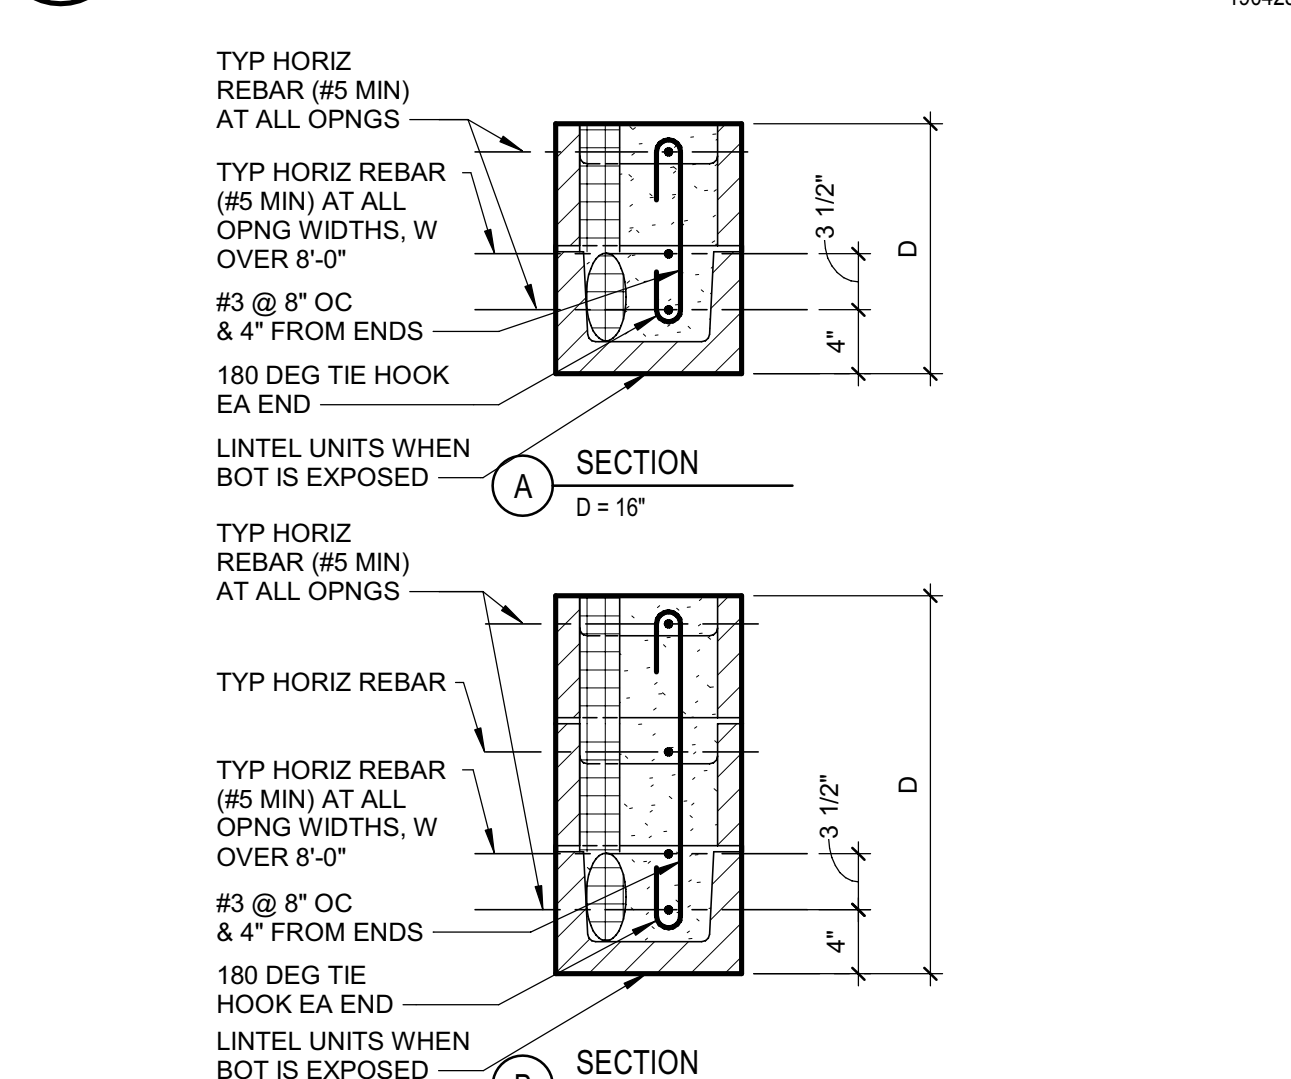 TYP HORIZ
REBAR (#5 MIN)
AT ALL OPNGS
TYP HORIZ REBAR
(#5 MIN) AT ALL
OPNG WIDTHS, W
OVER 8'-0"
#3 @ 8" OC
& 4" FROM ENDS
180 DEG TIE HOOK
EA END
LINTEL UNITS WHEN
BOT IS EXPOSED
3 1/2"
4"
D
A
SECTION
D = 16"
TYP HORIZ
REBAR (#5 MIN)
AT ALL OPNGS
TYP HORIZ REBAR
TYP HORIZ REBAR
(#5 MIN) AT ALL
OPNG WIDTHS, W
OVER 8'-0"
#3 @ 8" OC
& 4" FROM ENDS
180 DEG TIE
HOOK EA END
LINTEL UNITS WHEN
BOT IS EXPOSED
3 1/2"
4"
D
SECTION